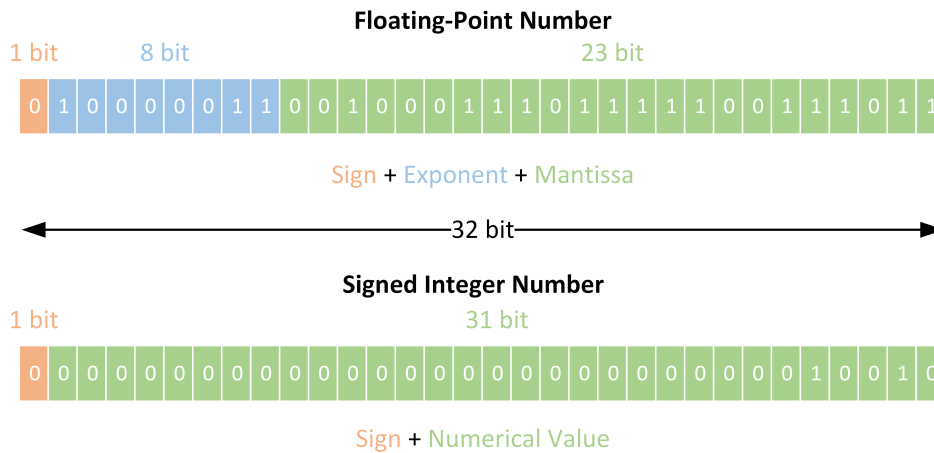 Floating-Point Number
1 bit 8 bit 23 bit
0 1 0 0 0 0 0 1 1 0 0 1 0 0 0 1 1 1 0 1 1 1 1 1 0 0 1 1 1 0 1 1
Sign + Exponent + Mantissa
32 bit
Signed Integer Number
1 bit 31 bit
0 0 0 0 0 0 0 0 0 0 0 0 0 0 0 0 0 0 0 0 0 0 0 0 0 0 0 1 0 0 1 0
Sign + Numerical Value